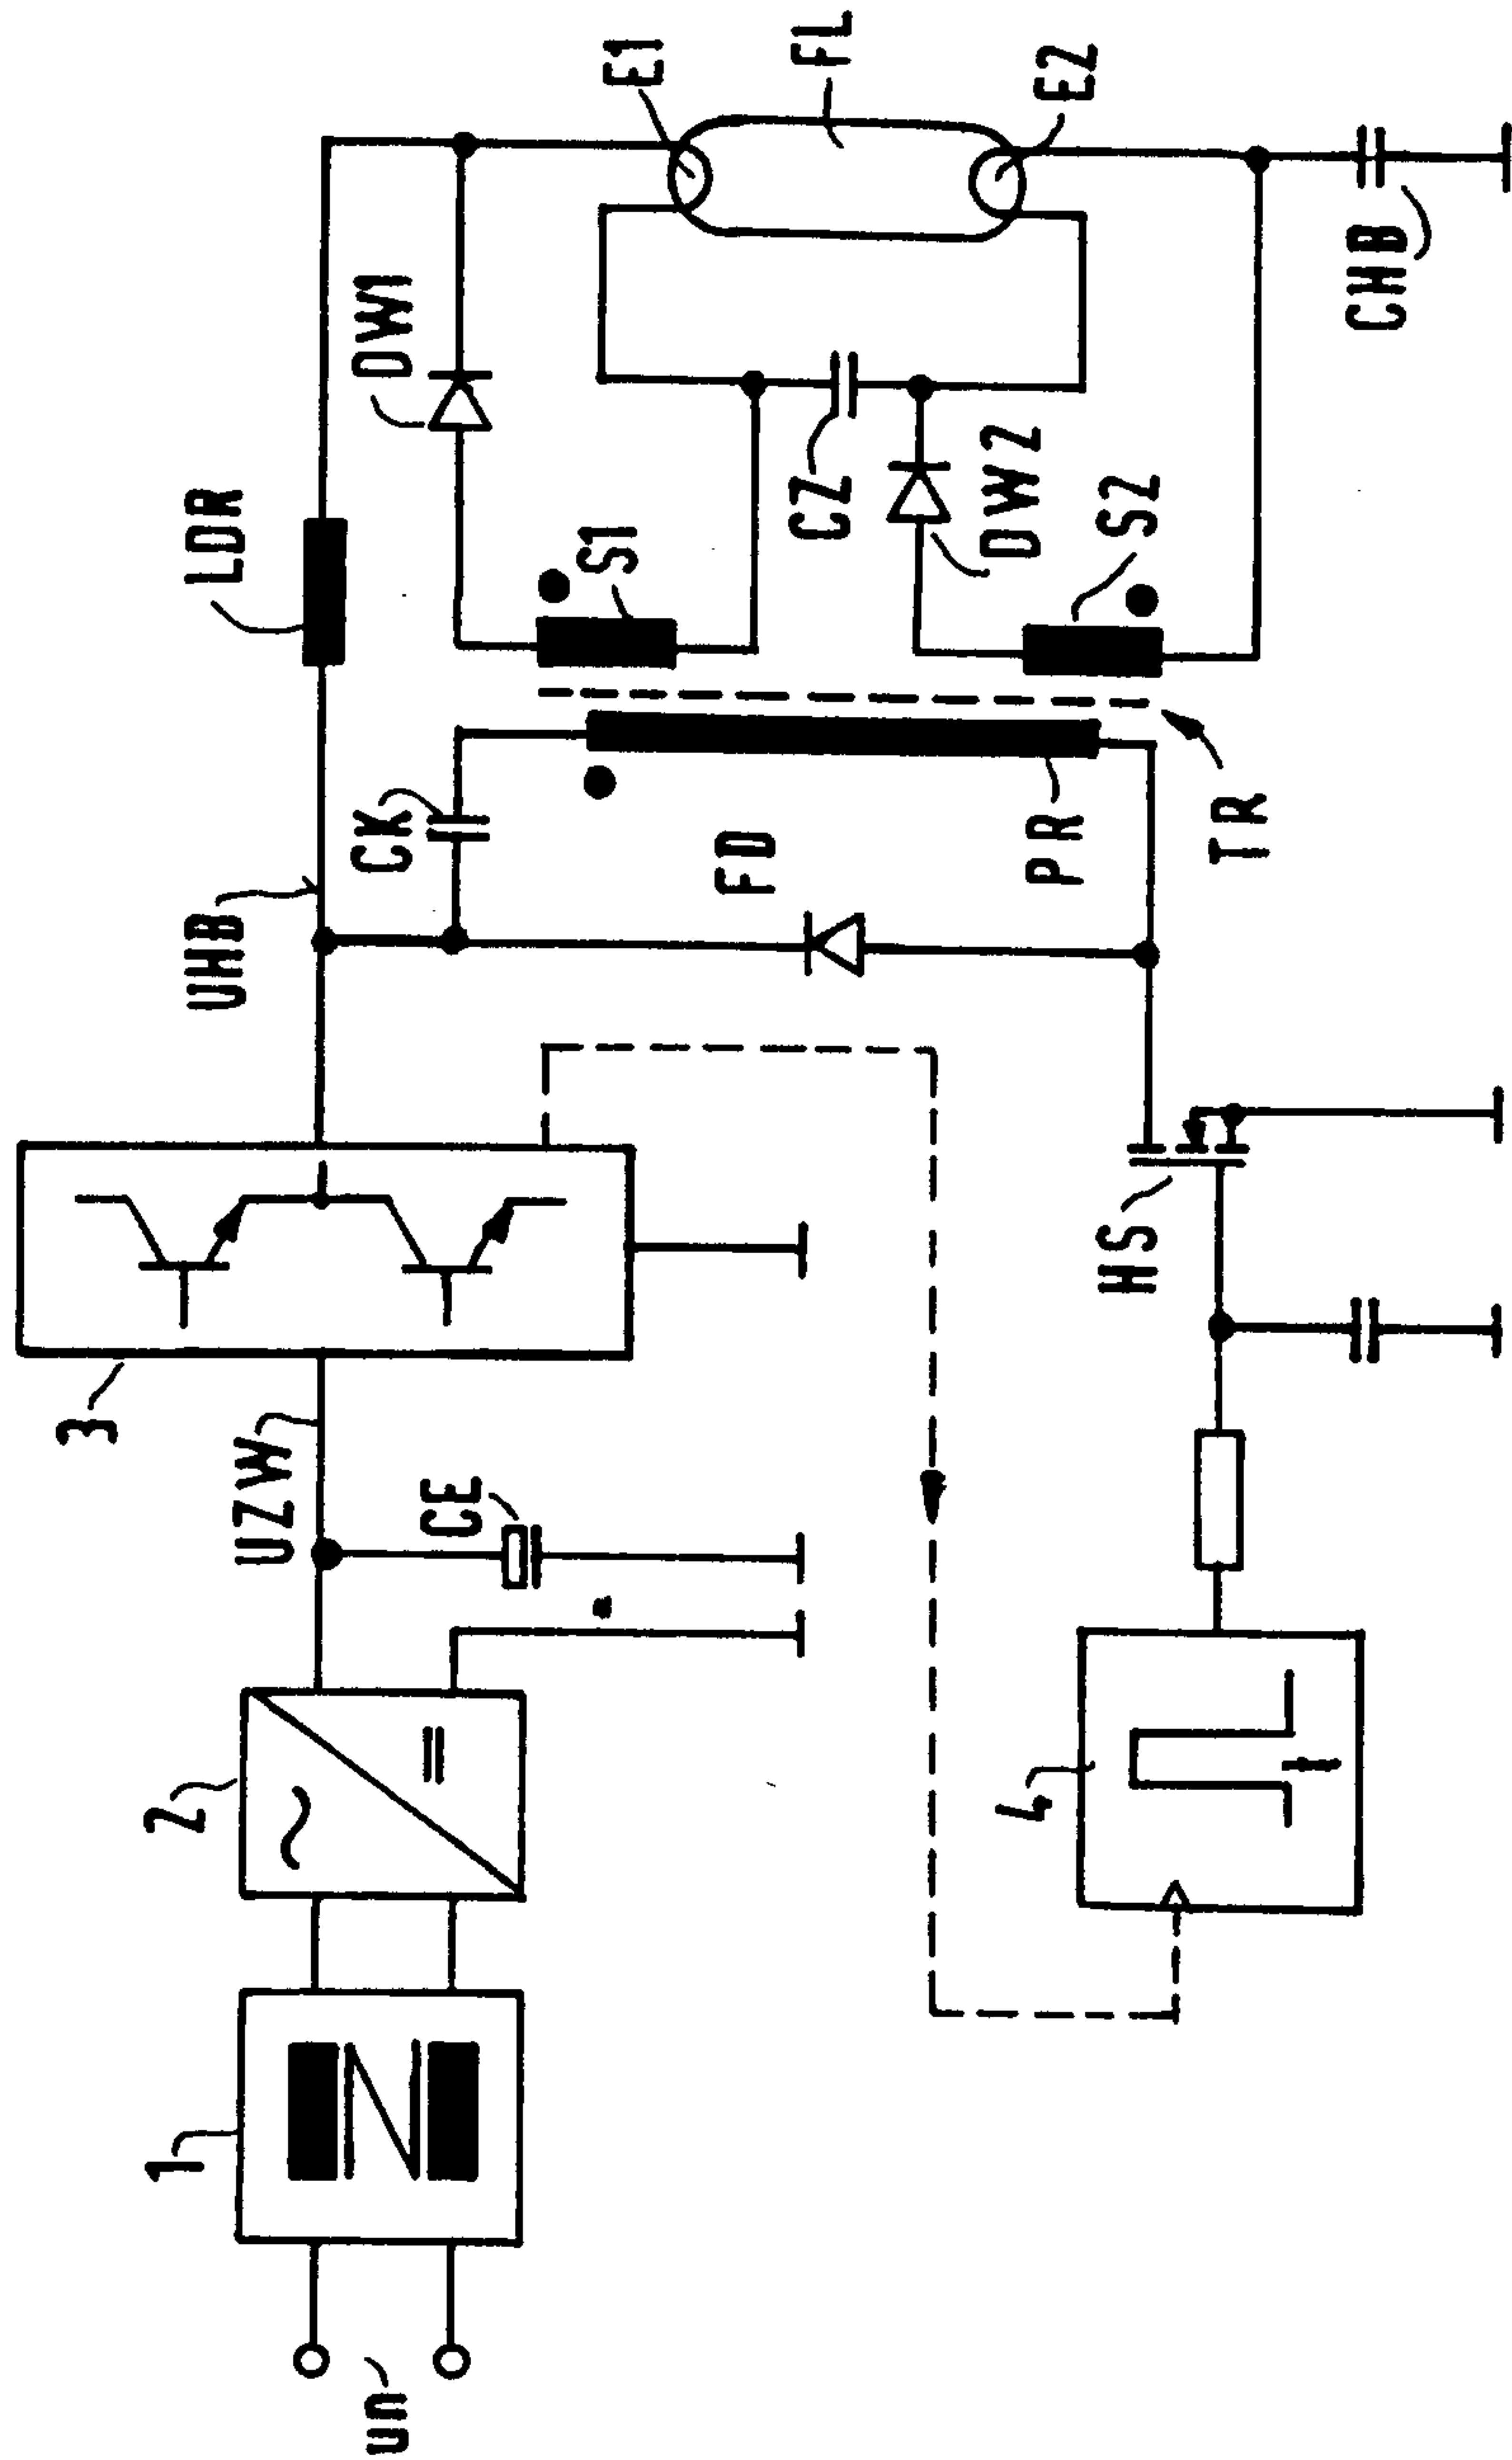 un
1
N
2
~
=
UZW
CE
3
UHB
LDR
CK
DW1
E1
FL
E2
S1
CZ
DW2
S2
FD
PR
TR
HS
4
t
CHB